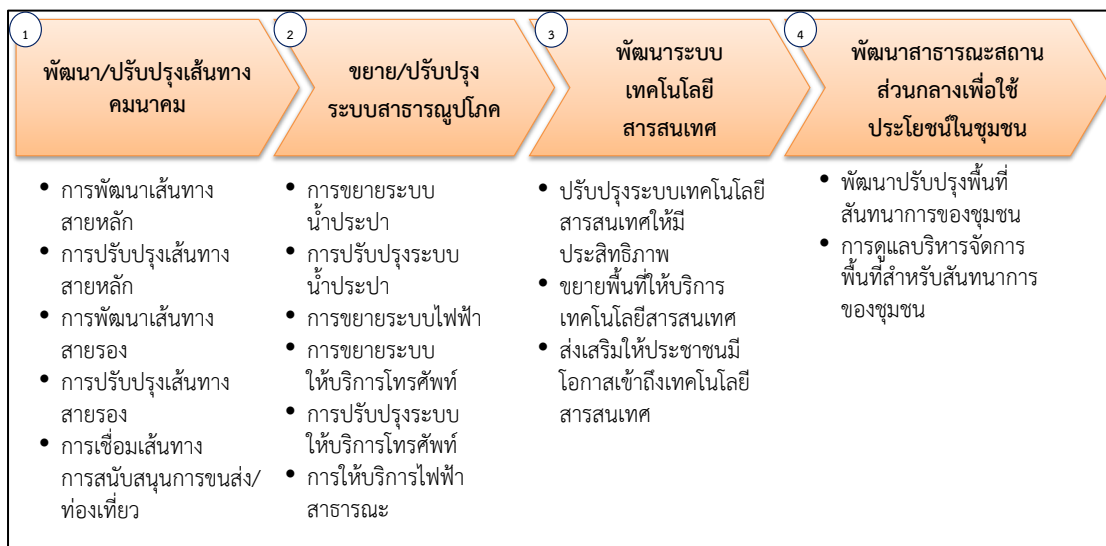 1
พัฒนา/ปรับปรุงเส้นทาง
คมนาคม
• การพัฒนาเส้นทาง
สายหลัก
• การปรับปรุงเส้นทาง
สายหลัก
• การพัฒนาเส้นทาง
สายรอง
• การปรับปรุงเส้นทาง
สายรอง
• การเชื่อมเส้นทาง
การสนับสนุนการขนส่ง/
ท่องเที่ยว
2
ขยาย/ปรับปรุง
ระบบสาธารณูปโภค
• การขยายระบบ
น้ำประปา
• การปรับปรุงระบบ
น้ำประปา
• การขยายระบบไฟฟ้า
• การขยายระบบ
ให้บริการโทรศัพท์
• การปรับปรุงระบบ
ให้บริการโทรศัพท์
• การให้บริการไฟฟ้า
สาธารณะ
3
พัฒนาระบบ
เทคโนโลยี
สารสนเทศ
• ปรับปรุงระบบเทคโนโลยี
สารสนเทศให้มี
ประสิทธิภาพ
• ขยายพื้นที่ให้บริการ
เทคโนโลยีสารสนเทศ
• ส่งเสริมให้ประชาชนมี
โอกาสเข้าถึงเทคโนโลยี
สารสนเทศ
4
พัฒนาสาธารณะสถาน
ส่วนกลางเพื่อใช้
ประโยชน์ในชุมชน
• พัฒนาปรับปรุงพื้นที่
สันทนาการของชุมชน
• การดูแลบริหารจัดการ
พื้นที่สำหรับสันทนาการ
ของชุมชน